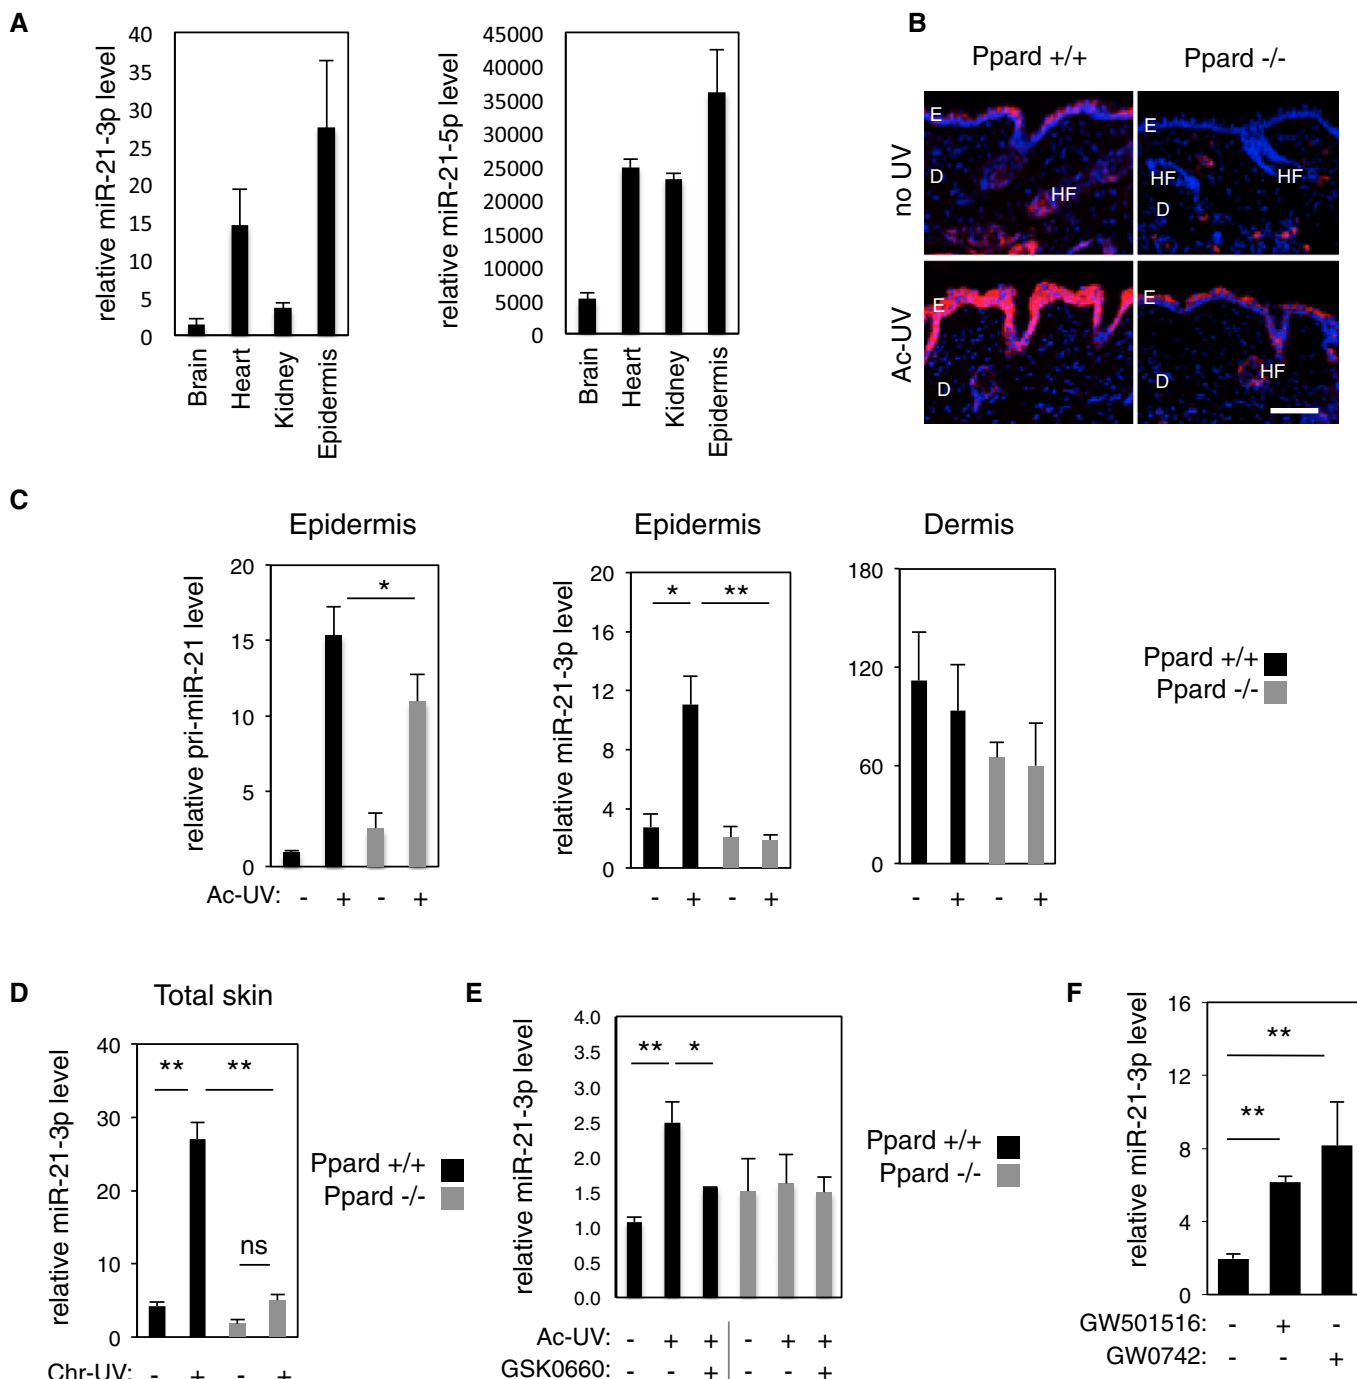 A
relative miR-21-3p level
40
35
30
25
20
15
10
5
0
Brain
Heart
Kidney
Epidermis
relative miR-21-5p level
45000
40000
35000
30000
25000
20000
15000
10000
5000
0
Brain
Heart
Kidney
Epidermis
B
Ppard +/+
Ppard -/-
no UV
Ac-UV
E
D
HF
E
HF
HF
D
E
D
E
D
HF
C
Epidermis
relative pri-miR-21 level
20
15
10
5
0
*
Ac-UV: - + - +
Epidermis
relative miR-21-3p level
20
16
12
8
4
0
* **
- + - +
Dermis
180
120
60
0
- + - +
Ppard +/+
Ppard -/-
D
Total skin
relative miR-21-3p level
40
30
20
10
0
** **
ns
Chr-UV: - + - +
Ppard +/+
Ppard -/-
E
relative miR-21-3p level
4.0
3.5
3.0
2.5
2.0
1.5
1.0
0.5
0.0
** *
Ac-UV: - + + - + +
GSK0660: - - + - - +
Ppard +/+
Ppard -/-
F
relative miR-21-3p level
16
12
8
4
0
**
**
GW501516: - + -
GW0742: - - +